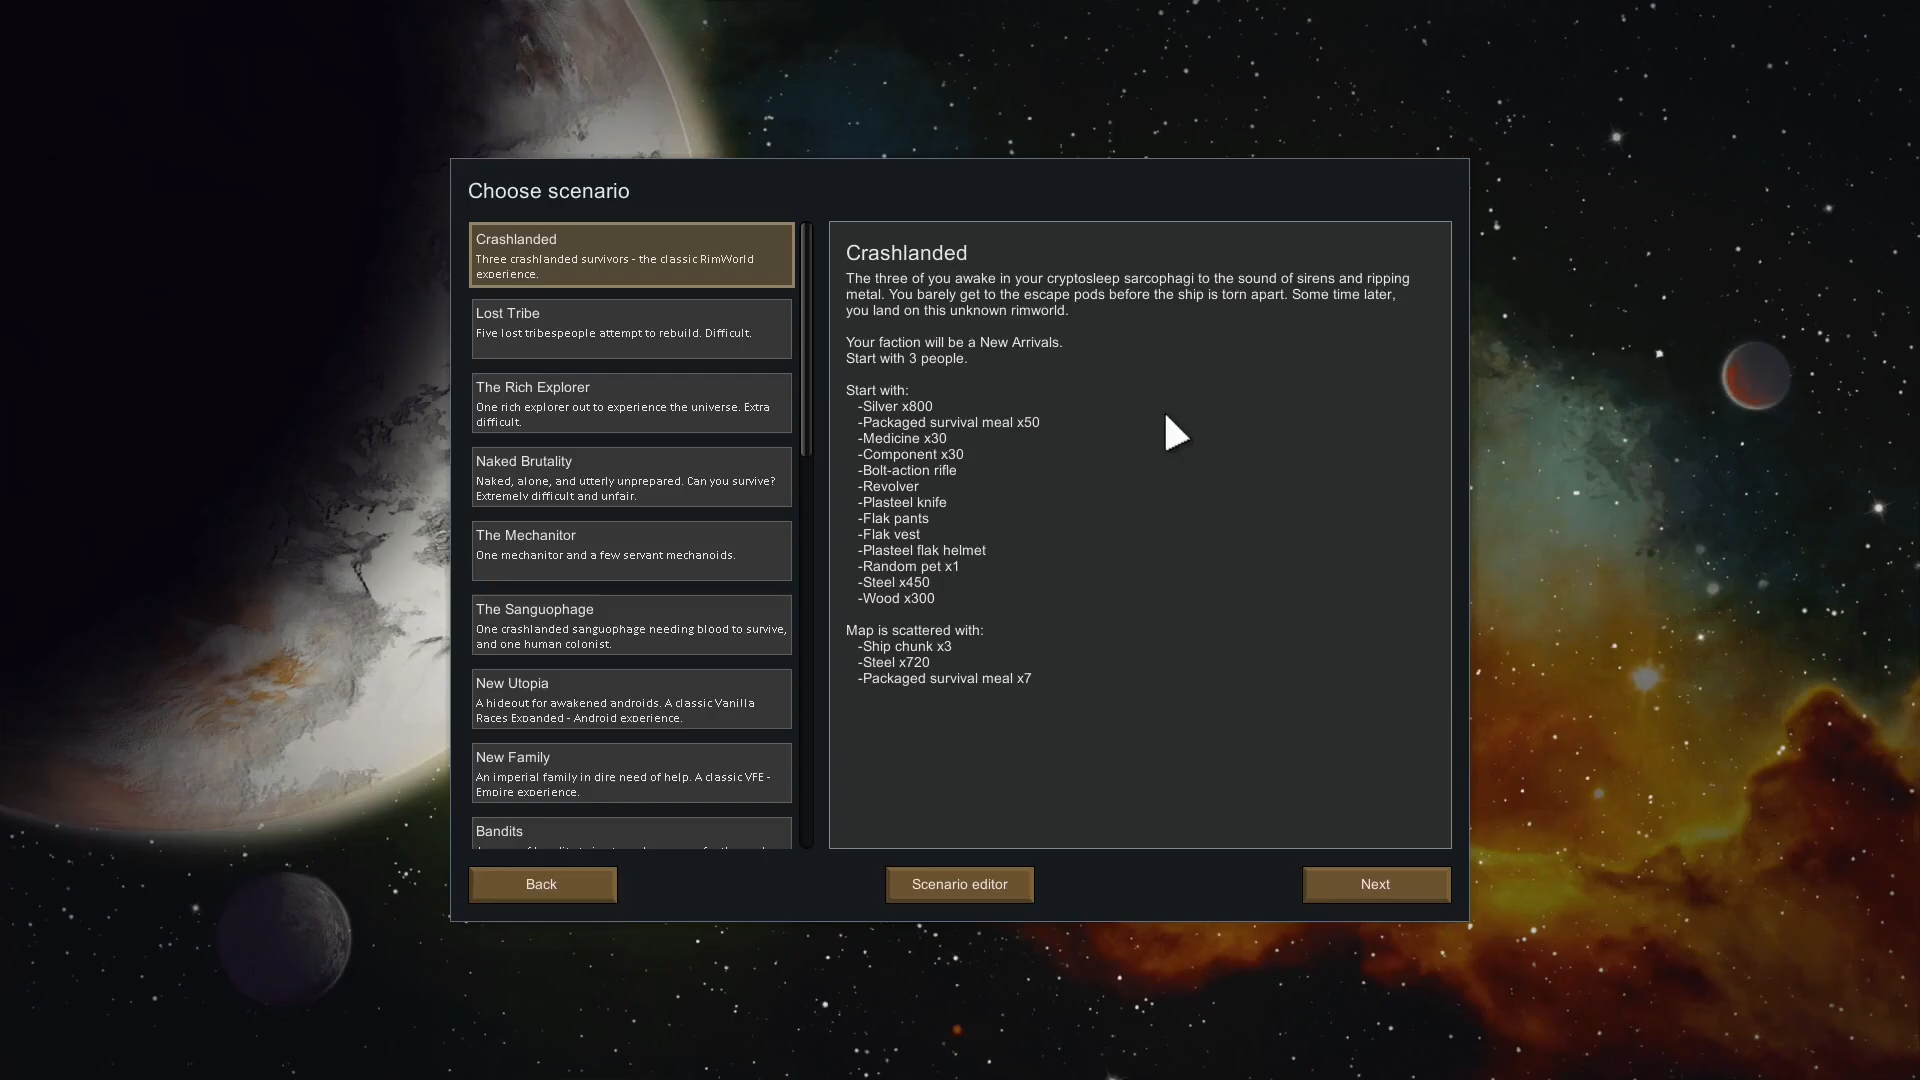 Choose scenario
Crashlanded
Three crashlanded survivors - the classic RimWorld
experience.
Lost Tribe
Five lost tribespeople attempt to rebuild. Difficult.
The Rich Explorer
One rich explorer out to experience the universe. Extra
difficult.
Naked Brutality
Naked, alone, and utterly unprepared. Can you survive?
Extremely difficult and unfair.
The Mechanitor
One mechanitor and a few servant mechanoids.
The Sanguophage
One crashlanded sanguophage needing blood to survive,
and one human colonist.
New Utopia
A hideout for awakened androids. A classic Vanilla
Races Expanded - Android experience.
New Family
An imperial family in dire need of help. A classic VFE -
Empire experience.
Bandits
Crashlanded
The three of you awake in your cryptosleep sarcophagi to the sound of sirens and ripping
metal. You barely get to the escape pods before the ship is torn apart. Some time later,
you land on this unknown rimworld.
Your faction will be a New Arrivals.
Start with 3 people.
Start with:
-Silver x800
-Packaged survival meal x50
-Medicine x30
-Component x30
-Bolt-action rifle
-Revolver
-Plasteel knife
-Flak pants
-Flak vest
-Plasteel flak helmet
-Random pet x1
-Steel x450
-Wood x300
Map is scattered with:
-Ship chunk x3
-Steel x720
-Packaged survival meal x7
Back
Scenario editor
Next